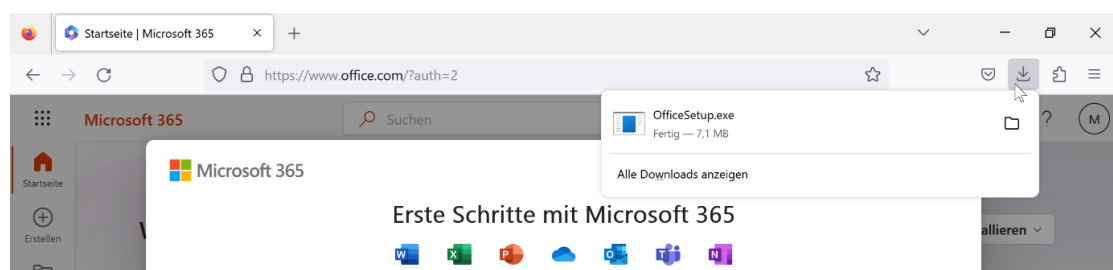 Startseite | Microsoft 365
https://www.office.com/?auth=2
Microsoft 365
Suchen
OfficeSetup.exe
Fertig — 7,1 MB
?
M
Alle Downloads anzeigen
Startseite
Microsoft 365
Erstellen
Erste Schritte mit Microsoft 365
allieren